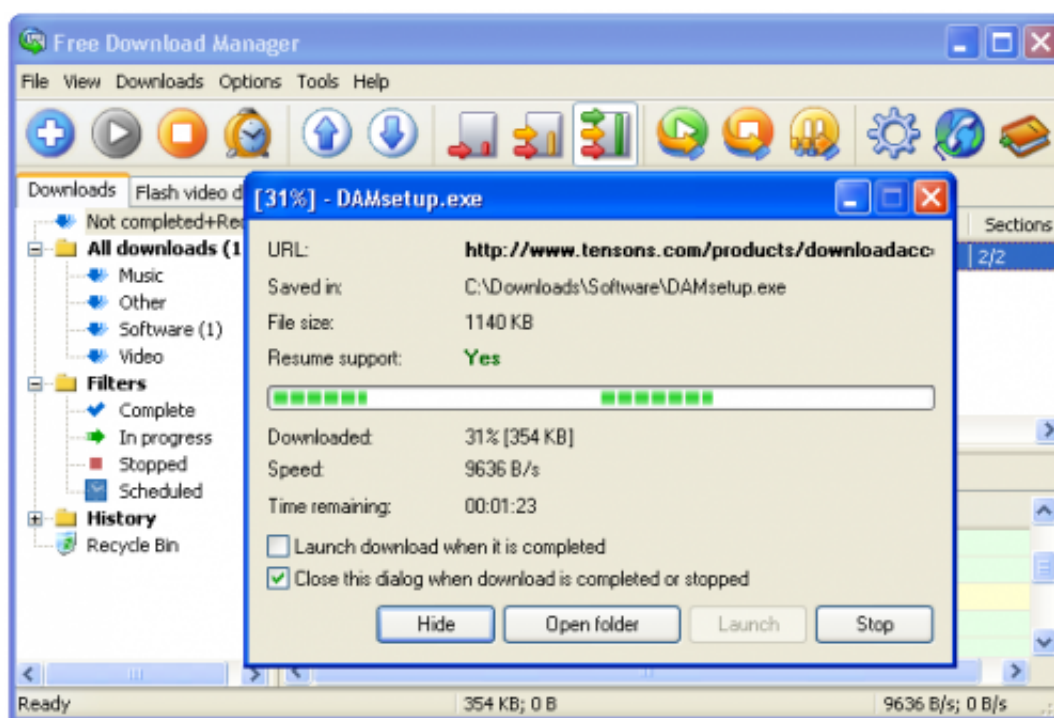 Free Download Manager
File View Downloads Options Tools Help
Downloads Flash video d
Not completed+Rec
All downloads (1
Music
Other
Software (1)
Video
Filters
Complete
In progress
Stopped
Scheduled
History
Recycle Bin
Sections
2/2
[31%] - DAMsetup.exe
URL: http://www.tensons.com/products/downloadacc
Saved in: C:\Downloads\Software\DAMsetup.exe
File size: 1140 KB
Resume support: Yes
Downloaded: 31% [354 KB]
Speed: 9636 B/s
Time remaining: 00:01:23
Launch download when it is completed
Close this dialog when download is completed or stopped
Hide Open folder Launch Stop
Ready 354 KB; 0 B 9636 B/s; 0 B/s